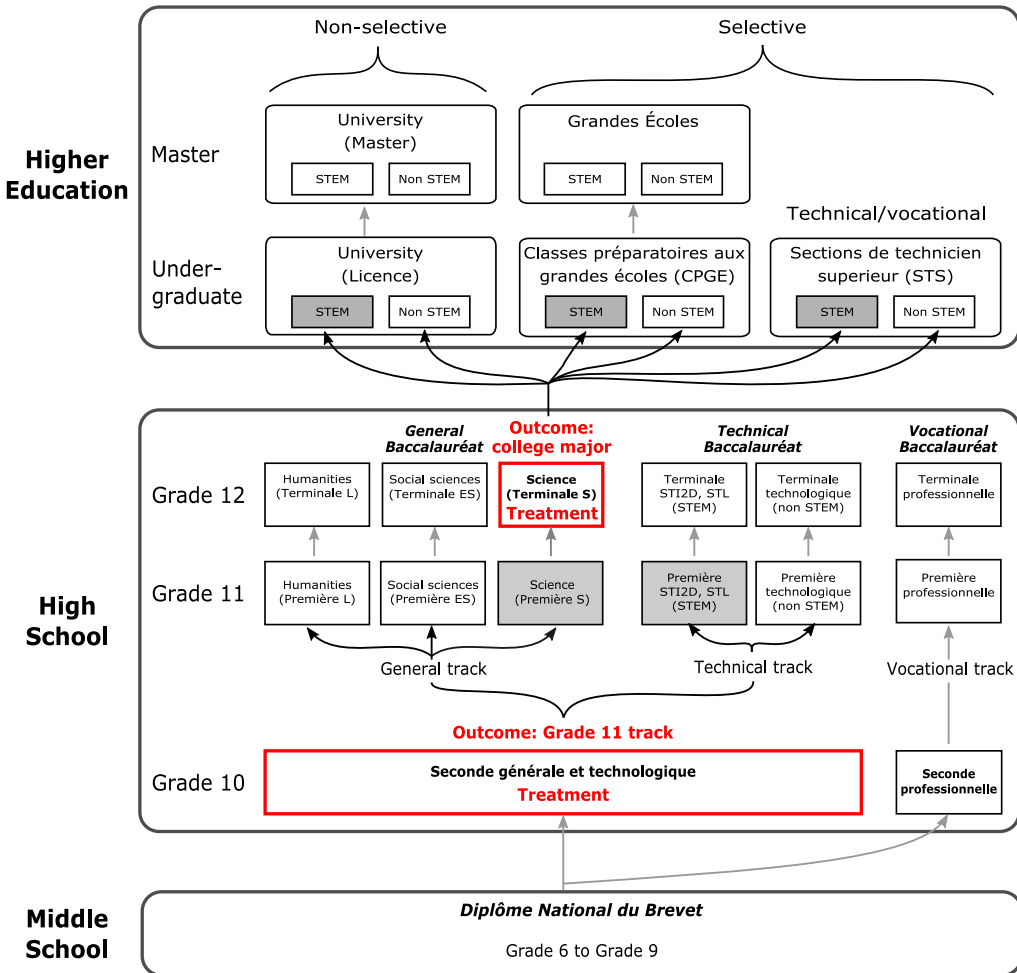 Non-selective
Selective
Higher
Education
Master
University
(Master)
STEM
Non STEM
Grandes Écoles
STEM
Non STEM
Technical/vocational
Under-
graduate
University
(Licence)
STEM
Non STEM
Classes préparatoires aux
grandes écoles (CPGE)
STEM
Non STEM
Sections de technicien
superieur (STS)
STEM
Non STEM
High
School
General
Baccalauréat
Outcome:
college major
Technical
Baccalauréat
Vocational
Baccalauréat
Grade 12
Humanities
(Terminale L)
Social sciences
(Terminale ES)
Science
(Terminale S)
Treatment
Terminale
STI2D, STL
(STEM)
Terminale
technologique
(non STEM)
Terminale
professionnelle
Grade 11
Humanities
(Première L)
Social sciences
(Première ES)
Science
(Première S)
Première
STI2D, STL
(STEM)
Première
technologique
(non STEM)
Première
professionnelle
General track
Technical track
Vocational track
Outcome: Grade 11 track
Grade 10
Seconde générale et technologique
Treatment
Seconde
professionnelle
Middle
School
Diplôme National du Brevet
Grade 6 to Grade 9